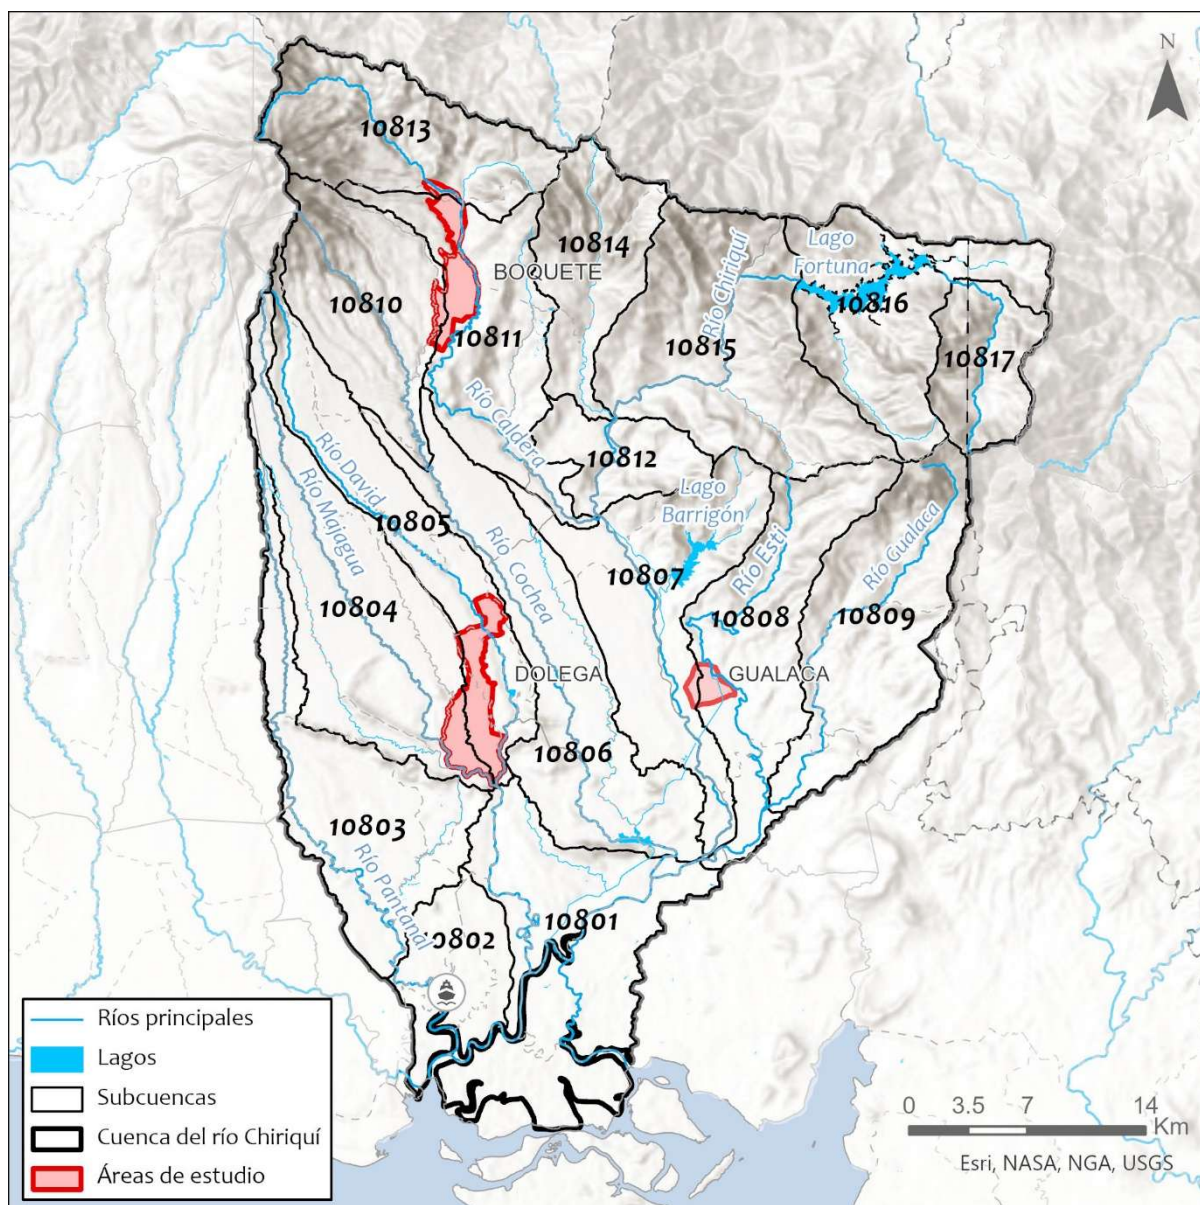 N
10813
10814
Lago
Fortuna
BOQUETE
Río Chiriquí
10816
10810
10811
10815
10817
Río Caldera
10812
Río David
Lago
Barrigón
Río Majagua
10805
Río Esti
Río Gualaca
Río Cochea
10807
10804
10808
10809
DOLEGA
GUALACA
10806
10803
Río Pantanal
10801
10802
Ríos principales
Lagos
Subcuencas
Cuenca del río Chiriquí
Áreas de estudio
0 3.5 7 14
Km
Esri, NASA, NGA, USGS